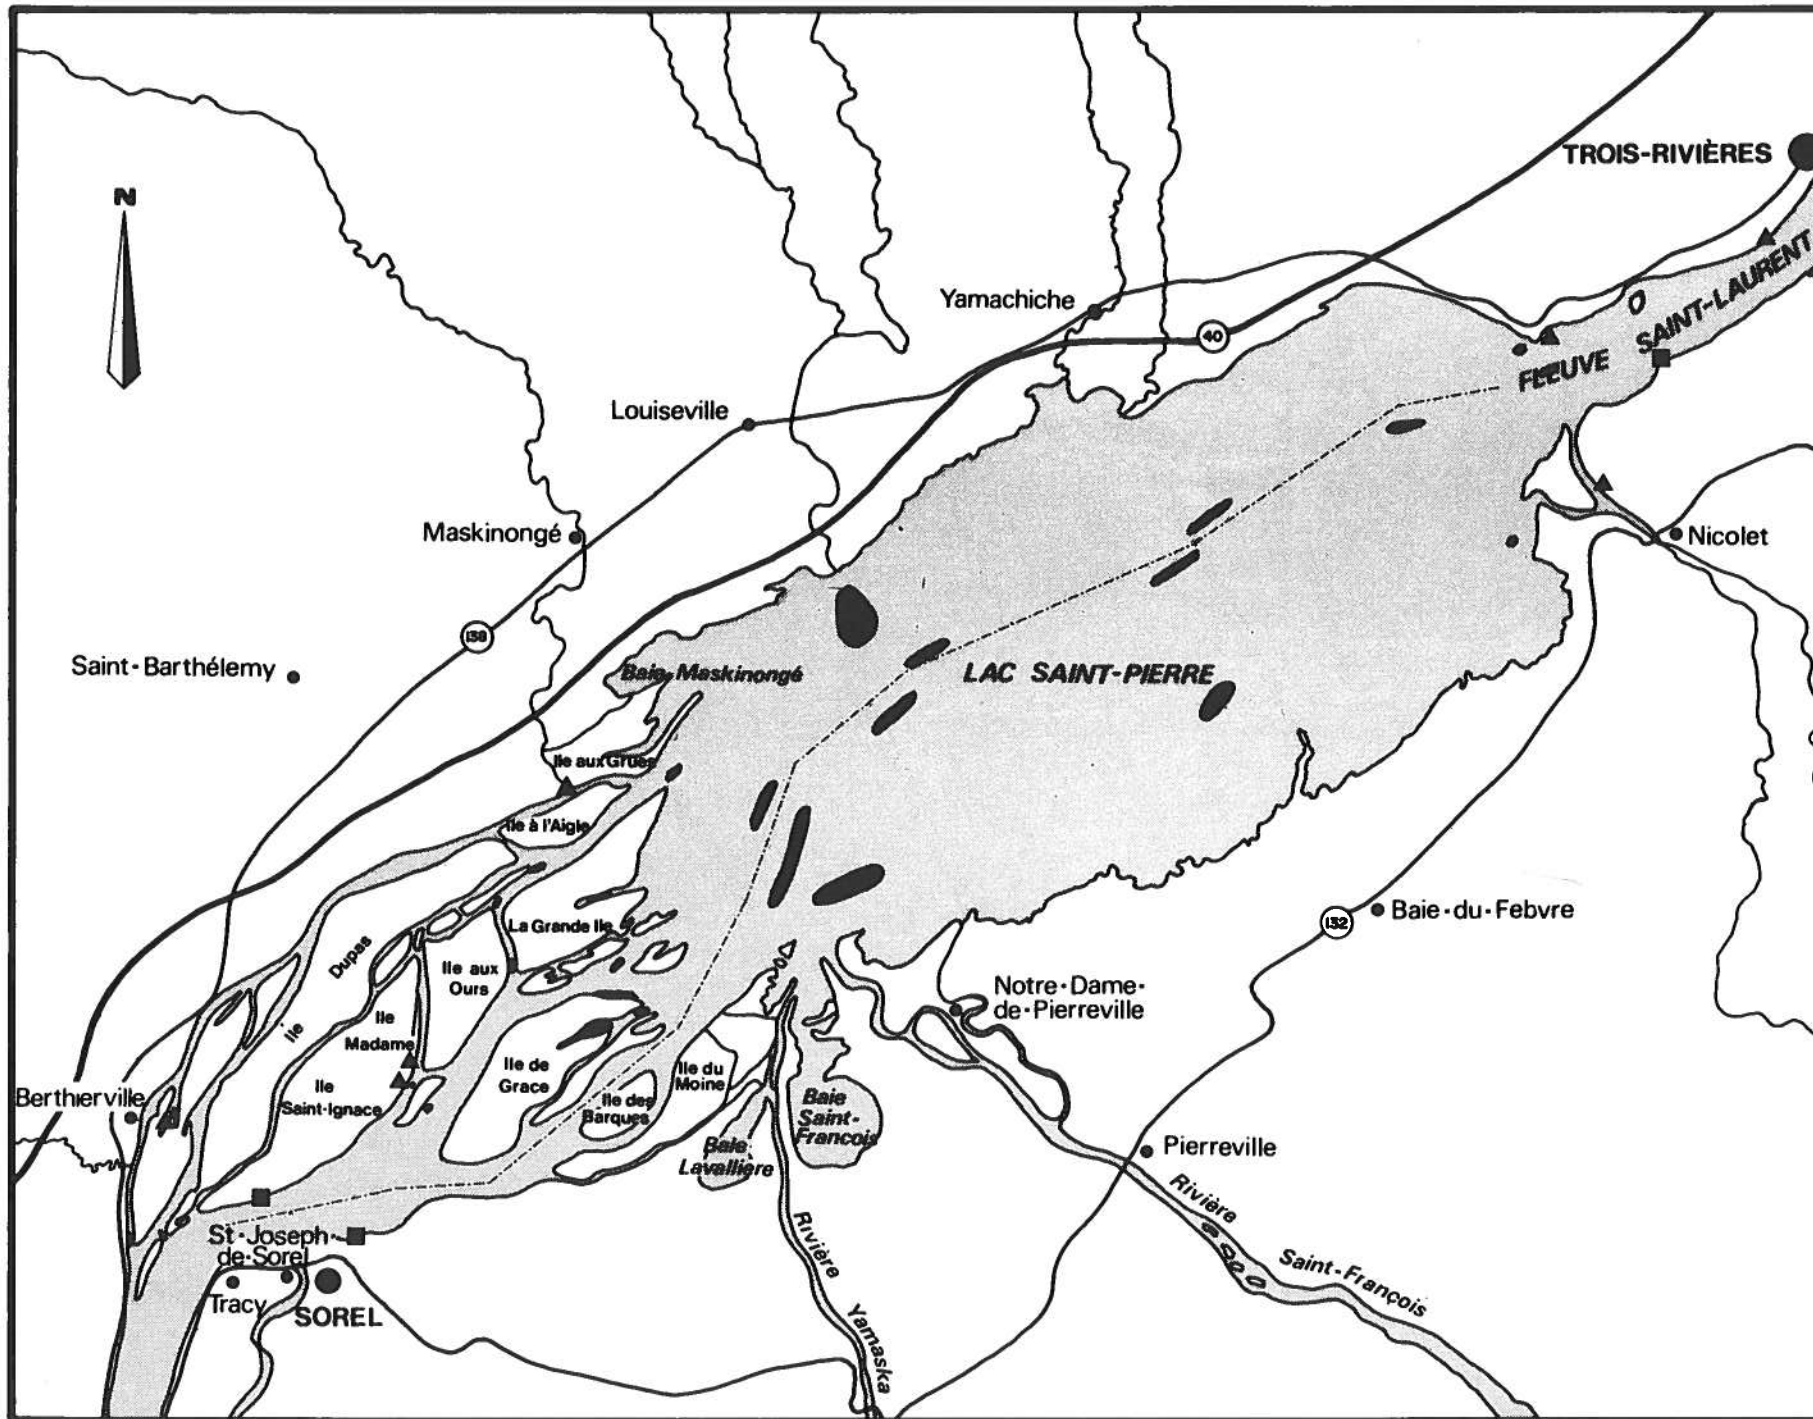 TROIS-RIVIÈRES
N
FLEUVE SAINT-LAURENT
Yamachiche
40
Louiseville
Maskinongé
Nicolet
138
Saint-Barthélemy
Baie Maskinongé
LAC SAINT-PIERRE
Ile aux Grues
Ile à l'Aigle
La Grande Ile
Ile Dupas
Ile aux
Ours
132
Baie-du-Febvre
Notre-Dame-
de-Pierreville
Ile
Madame
Ile de
Grace
Ile du
Moine
Ile
Saint-Ignace
Ile des
Barques
Berthierville
Baie
Saint-
François
Baie
Lavallière
Pierreville
Rivière Saint-François
Rivière Yamaska
St-Joseph-
de-Sorel
Tracy
SOREL